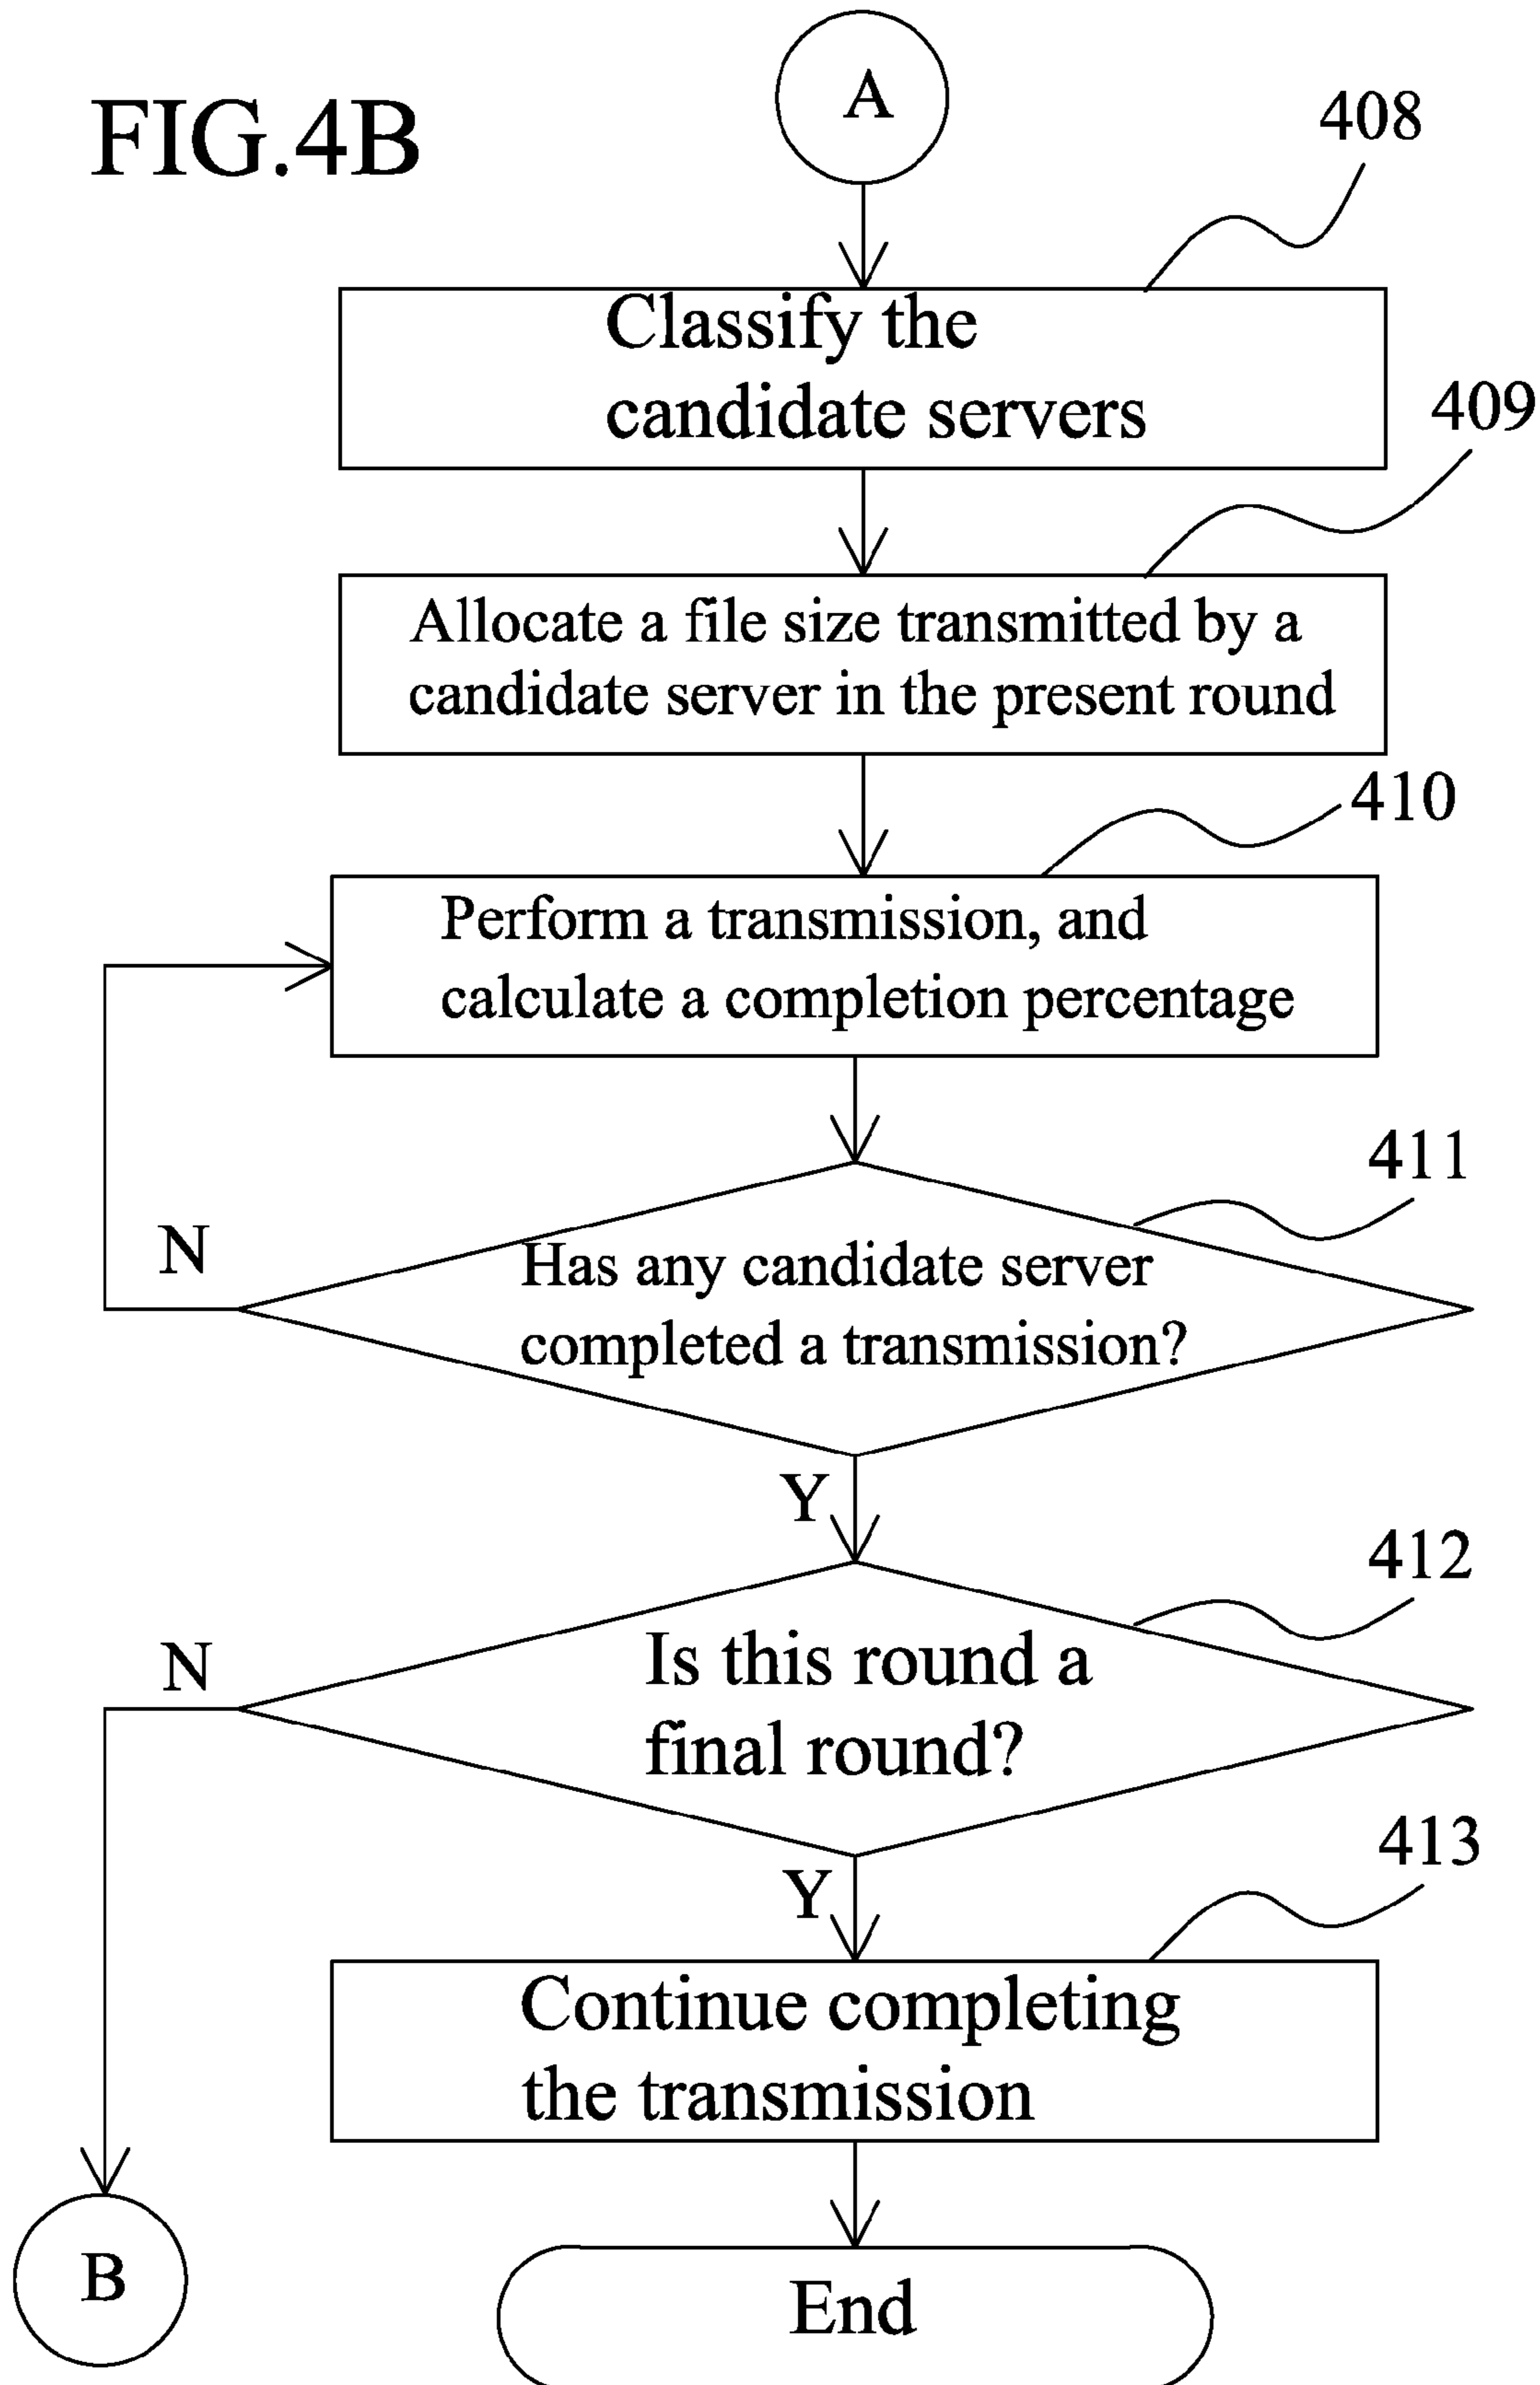 FIG.4B
A
408
Classify the
candidate servers
409
Allocate a file size transmitted by a
candidate server in the present round
410
Perform a transmission, and
calculate a completion percentage
411
N
Has any candidate server
completed a transmission?
Y
412
N
Is this round a
final round?
413
Y
Continue completing
the transmission
B
End